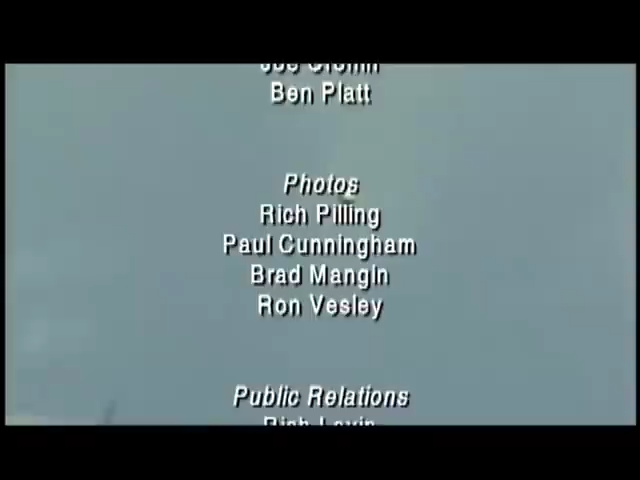 Ben Platt
Photos
Rich Pilling
Paul Cunningham
Brad Mangin
Ron Vesley
Public Relations